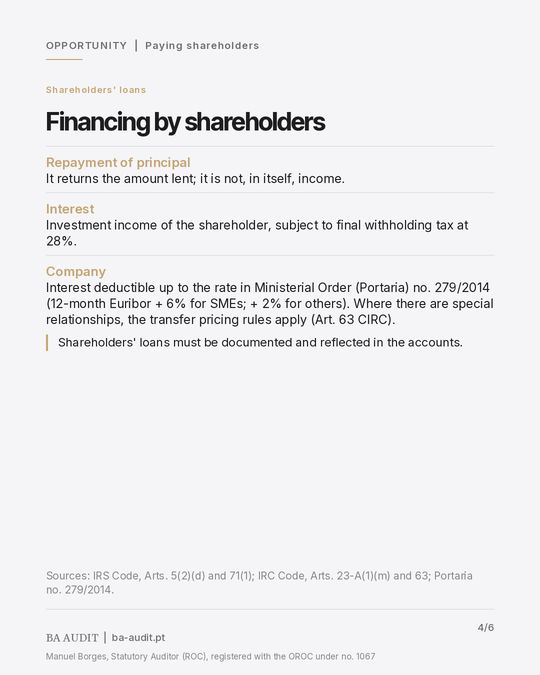 OPPORTUNITY | Paying shareholders
Shareholders' loans
Financing by shareholders
Repayment of principal
It returns the amount lent; it is not, in itself, income.
Interest
Investment income of the shareholder, subject to final withholding tax at
28%.
Company
Interest deductible up to the rate in Ministerial Order (Portaria) no. 279/2014
(12-month Euribor + 6% for SMEs; + 2% for others). Where there are special
relationships, the transfer pricing rules apply (Art. 63 CIRC).
Shareholders' loans must be documented and reflected in the accounts.
Sources: IRS Code, Arts. 5(2)(d) and 71(1); IRC Code, Arts. 23-A(1)(m) and 63; Portaria
no. 279/2014.
4/6
BA AUDIT | ba-audit.pt
Manuel Borges, Statutory Auditor (ROC), registered with the OROC under no. 1067